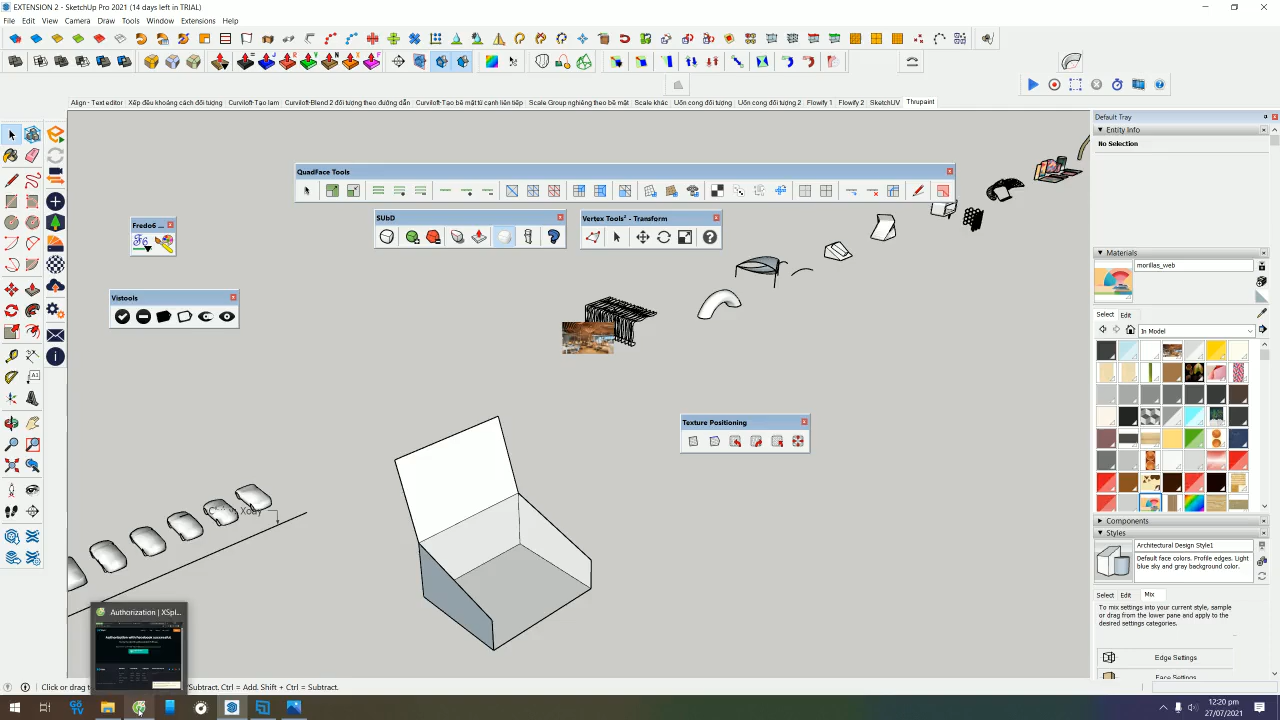 EXTENSION 2 - SketchUp Pro 2021 (14 days left in TRIAL)
File Edit View Camera Draw Tools Window Extensions Help
Align - Text editor Xếp đều khoảng cách đối tượng Curviloft-Tạo lam Curviloft-Blend 2 đối tượng theo đường dẫn Curviloft-Tạo bề mặt từ cạnh liên tiếp Scale Group nghiêng theo bề mặt Scale khác Uốn cong đối tượng Uốn cong đối tượng 2 Flowify 1 Flowify 2 SketchUV Thrupaint
Default Tray
Entity Info
No Selection
QuadFace Tools
SUbD
Vertex Tools² - Transform
Fredo6 ...
Vistools
Materials
morillas_web
Select Edit
In Model
Texture Positioning
Components
Styles
Architectural Design Style1
Default face colors. Profile edges. Light
blue sky and gray background color.
Select Edit Mix
To mix settings into your current style, sample
or drag from the lower pane and apply to the
desired settings categories.
Edge Settings
Face Settings
Authorization | XSpl...
Authorization with Facebook successful.
Click or drag t
Subtract. Ctrl = Add. Shift + Ctrl = Subtract.
GO
TV
12:20 pm
27/07/2021